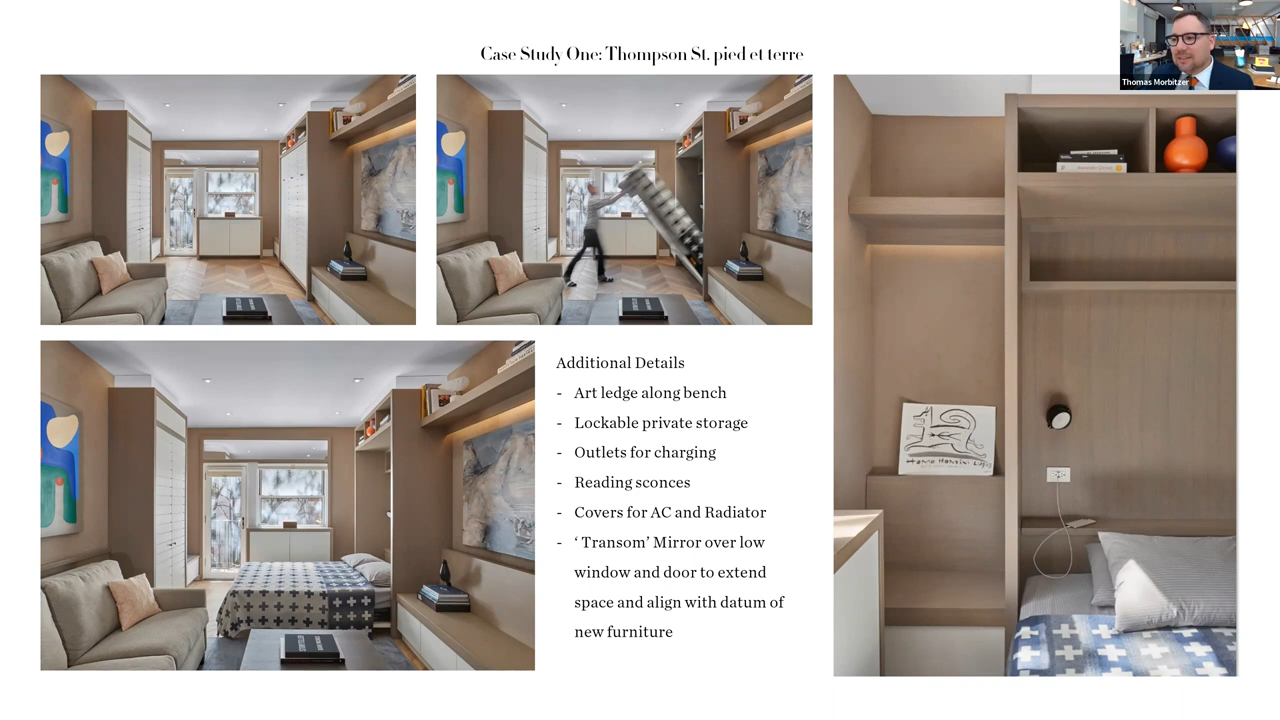 Case Study One: Thompson St. pied et terre
Thomas Morbitzer
Additional Details
- Art ledge along bench
- Lockable private storage
- Outlets for charging
- Reading sconces
- Covers for AC and Radiator
- ‘ Transom’ Mirror over low
window and door to extend
space and align with datum of
new furniture